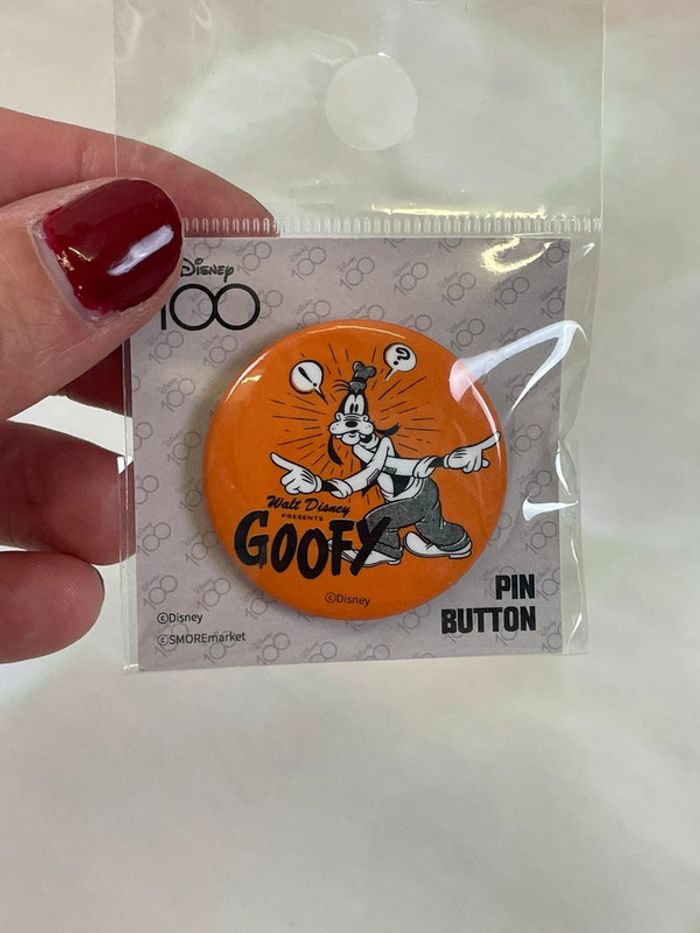 Disney
100
!
?
Walt Disney
PRESENTS
GOOFY
©Disney
©Disney
©SMOREmarket
PIN
BUTTON